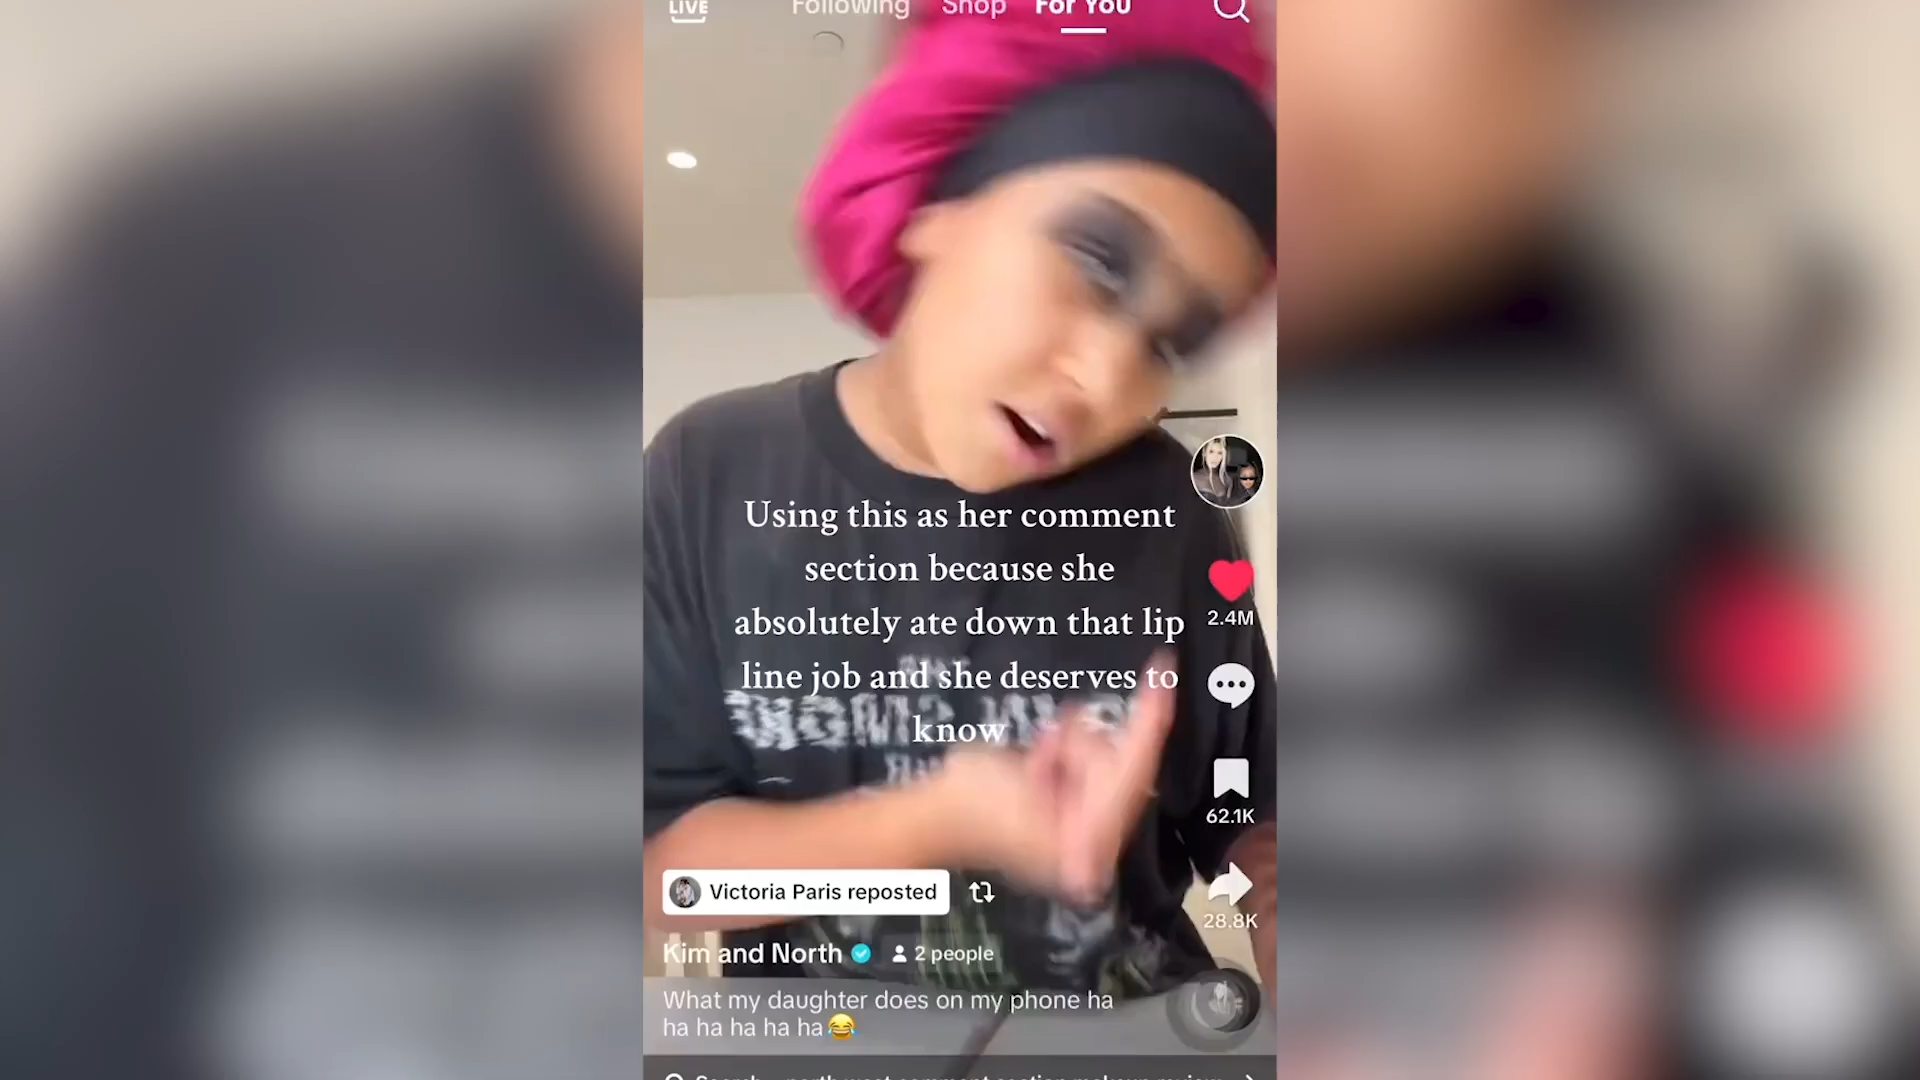 LIVE
Following Shop For You
Using this as her comment
section because she
absolutely ate down that lip
line job and she deserves to
know
2.4M
62.1K
28.8K
Victoria Paris reposted
Kim and North 2 people
What my daughter does on my phone ha
ha ha ha ha ha😂